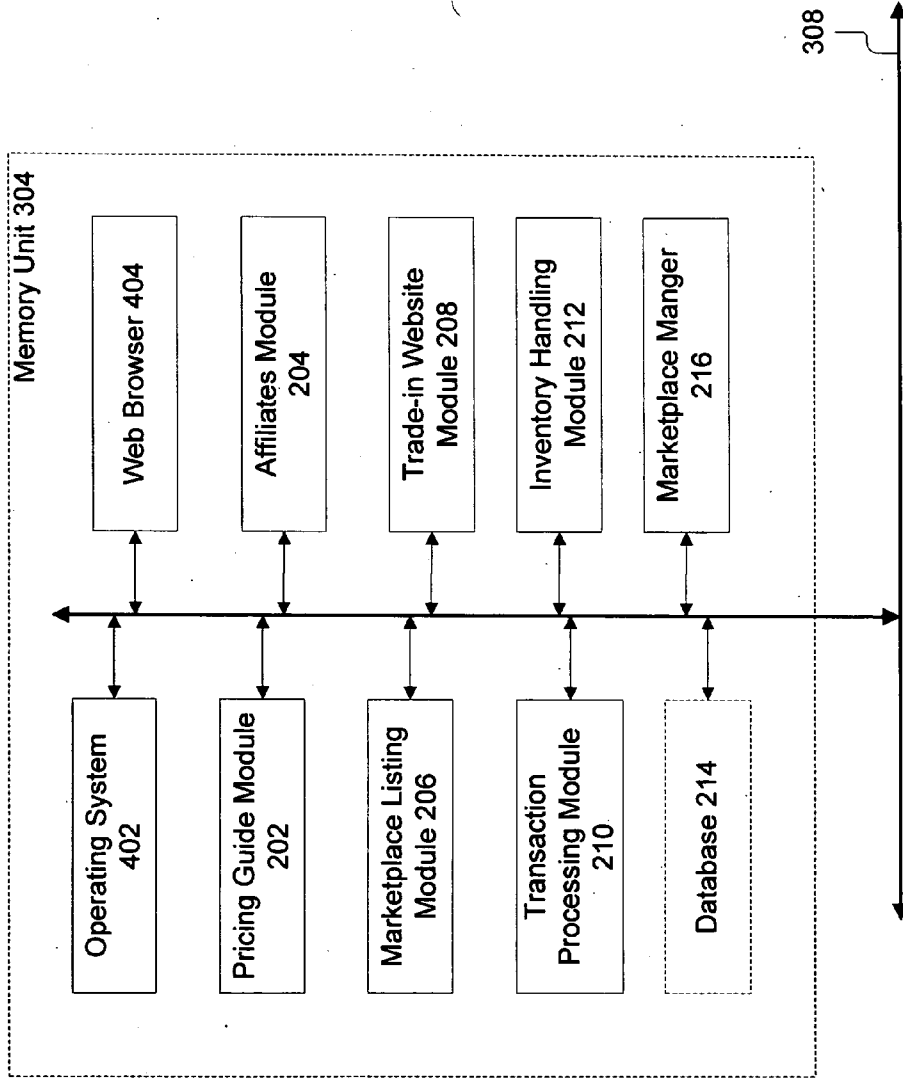 Memory Unit 304
Operating System
402
Web Browser 404
Pricing Guide Module
202
Affiliates Module
204
Marketplace Listing
Module 206
Trade-in Website
Module 208
Transaction
Processing Module
210
Inventory Handling
Module 212
Database 214
Marketplace Manger
216
308